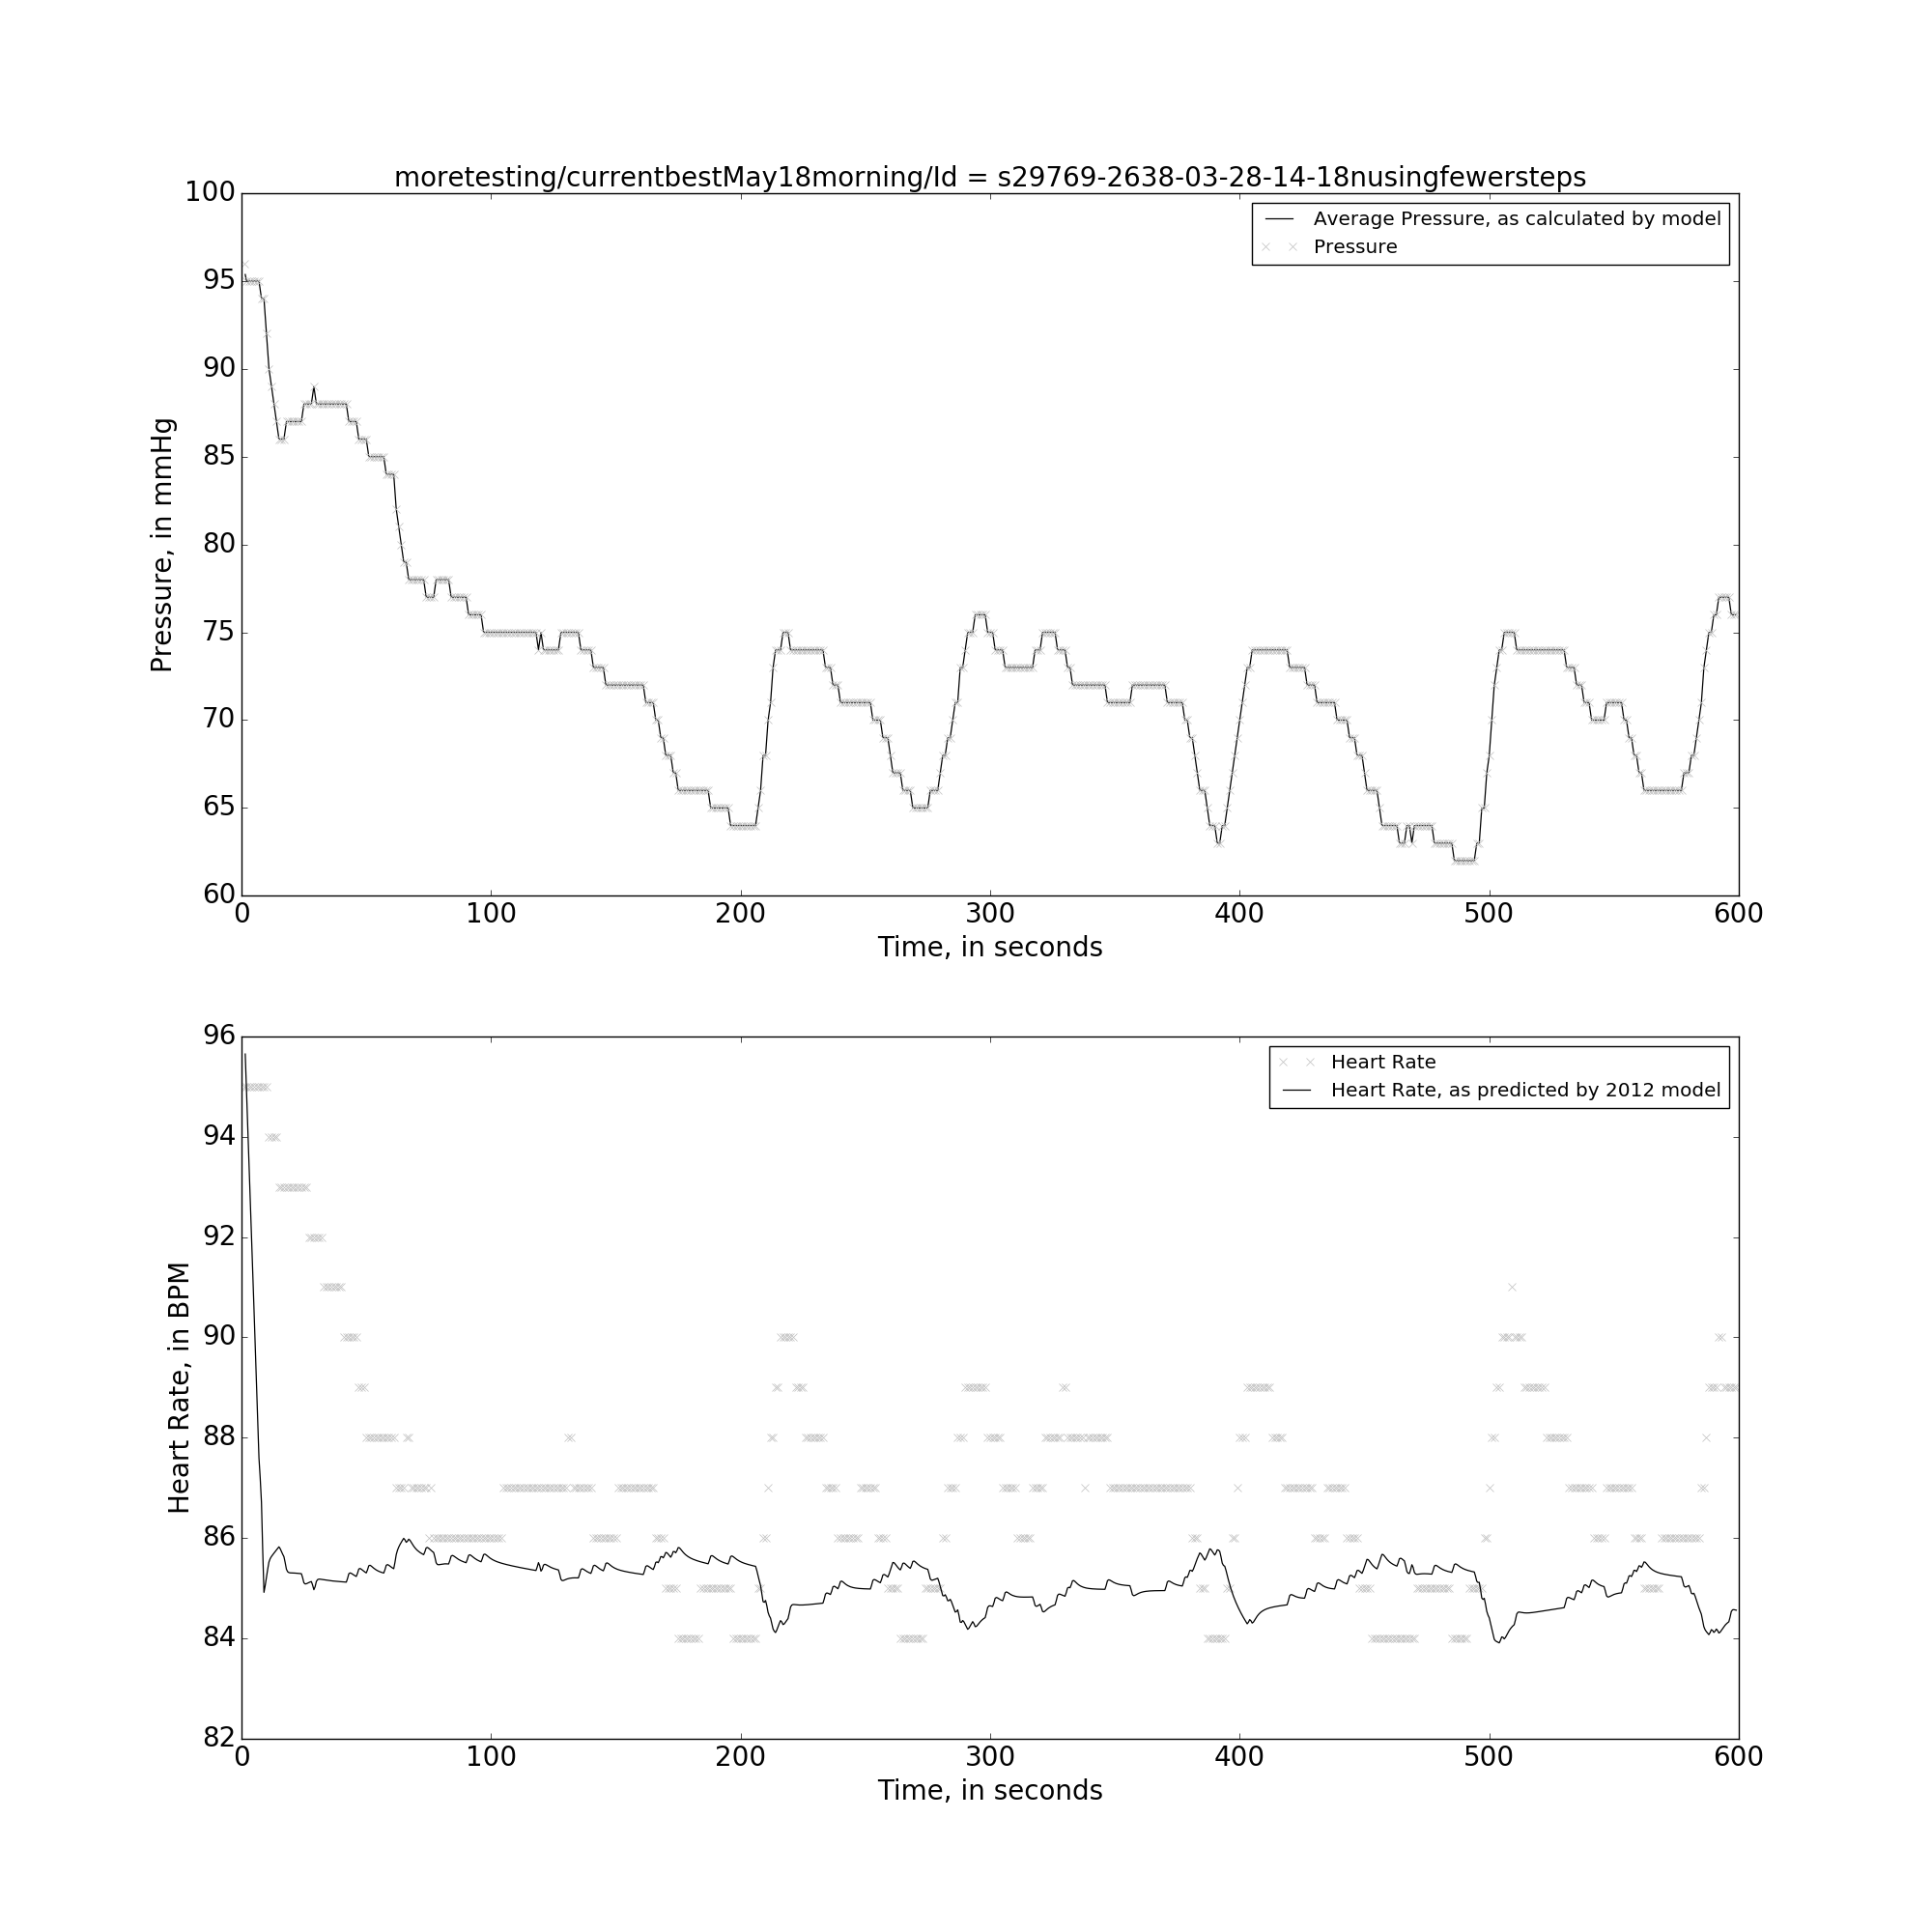 moretesting/currentbestMay18morning/Id = s29769-2638-03-28-14-18nusingfewersteps
100
95
90
85
80
75
70
65
60
Pressure, in mmHg
Average Pressure, as calculated by model
Pressure
0 100 200 300 400 500 600
Time, in seconds
96
94
92
90
88
86
84
82
Heart Rate, in BPM
Heart Rate
Heart Rate, as predicted by 2012 model
0 100 200 300 400 500 600
Time, in seconds